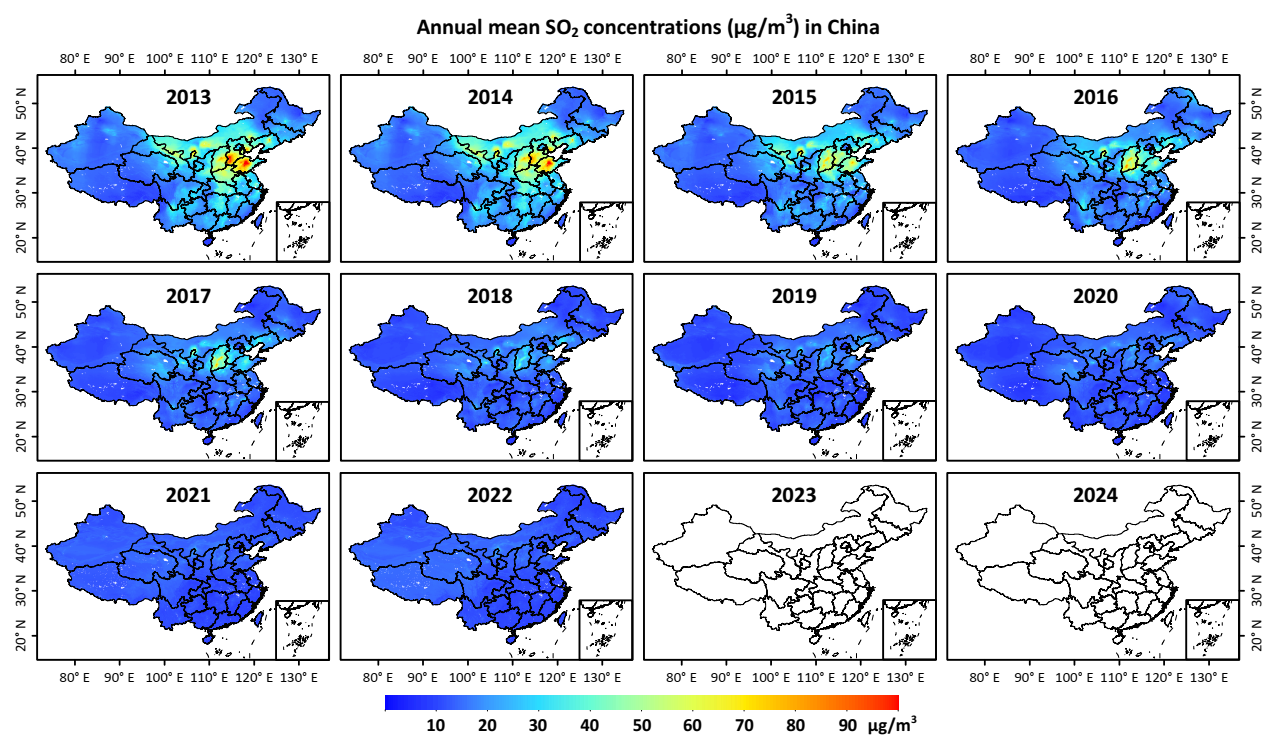 Annual mean SO₂ concentrations (µg/m³) in China
80° E 90° E 100° E 110° E 120° E 130° E 80° E 90° E 100° E 110° E 120° E 130° E 80° E 90° E 100° E 110° E 120° E 130° E 80° E 90° E 100° E 110° E 120° E 130° E
2013 2014 2015 2016
50° N 50° N
40° N 40° N
30° N 30° N
20° N 20° N
2017 2018 2019 2020
50° N 50° N
40° N 40° N
30° N 30° N
20° N 20° N
2021 2022 2023 2024
50° N 50° N
40° N 40° N
30° N 30° N
20° N 20° N
80° E 90° E 100° E 110° E 120° E 130° E 80° E 90° E 100° E 110° E 120° E 130° E 80° E 90° E 100° E 110° E 120° E 130° E 80° E 90° E 100° E 110° E 120° E 130° E
10 20 30 40 50 60 70 80 90 µg/m³